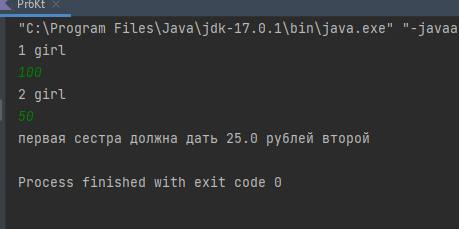 Pr6Kt ×
"C:\Program Files\Java\jdk-17.0.1\bin\java.exe" "-javaa
1 girl
100
2 girl
50
первая сестра должна дать 25.0 рублей второй
Process finished with exit code 0